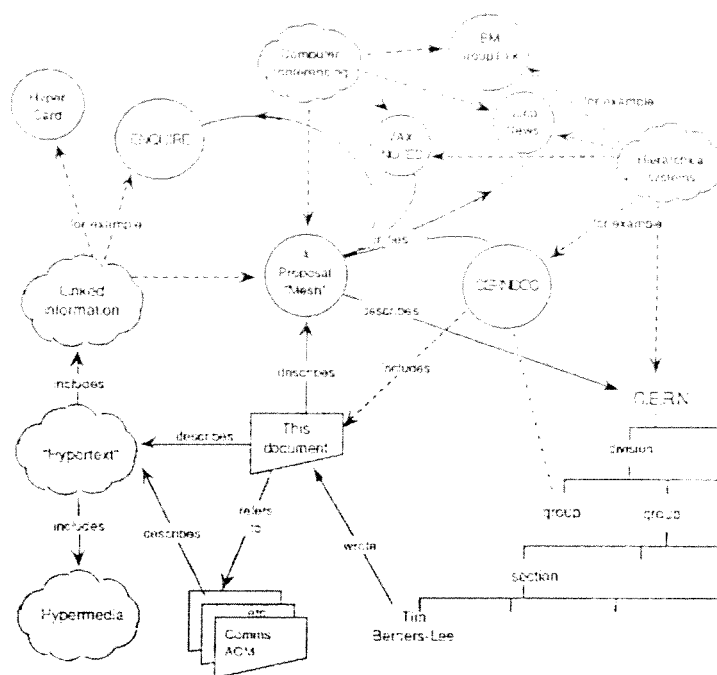 Computer
conferencing
IBM
GroupTalk
Hyper
Card
ENQUIRE
VAX
NOTES
uucp
News
for example
Hierarchical
systems
for example
for example
A
Proposal
"Mesh"
CERNDOC
Linked
information
describes
includes
describes
includes
C.E.R.N
This
document
describes
division
"Hypertext"
includes
describes
refers
to
wrote
group
group
section
Hypermedia
etc
Comms
ACM
Tim
Berners-Lee